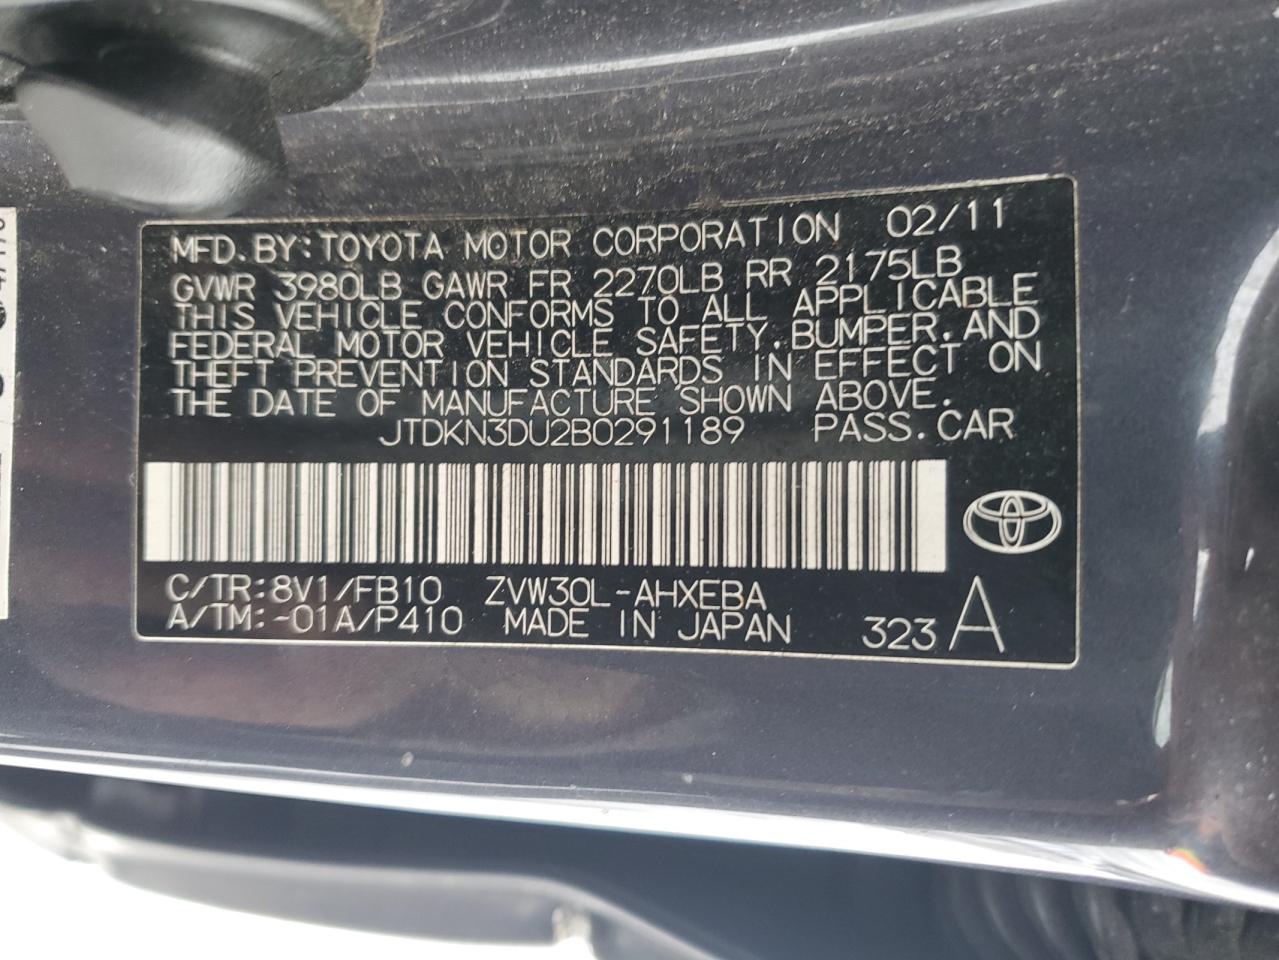 MFD. BY: TOYOTA MOTOR CORPORATION 02/11
GVWR 3980LB GAWR FR 2270LB RR 2175LB
THIS VEHICLE CONFORMS TO ALL APPLICABLE
FEDERAL MOTOR VEHICLE SAFETY, BUMPER, AND
THEFT PREVENTION STANDARDS IN EFFECT ON
THE DATE OF MANUFACTURE SHOWN ABOVE.
JTDKN3DU2B0291189 PASS. CAR
C/TR: 8V1/FB10 ZVW30L-AHXEBA
A/TM: -01A/P410 MADE IN JAPAN 323 A